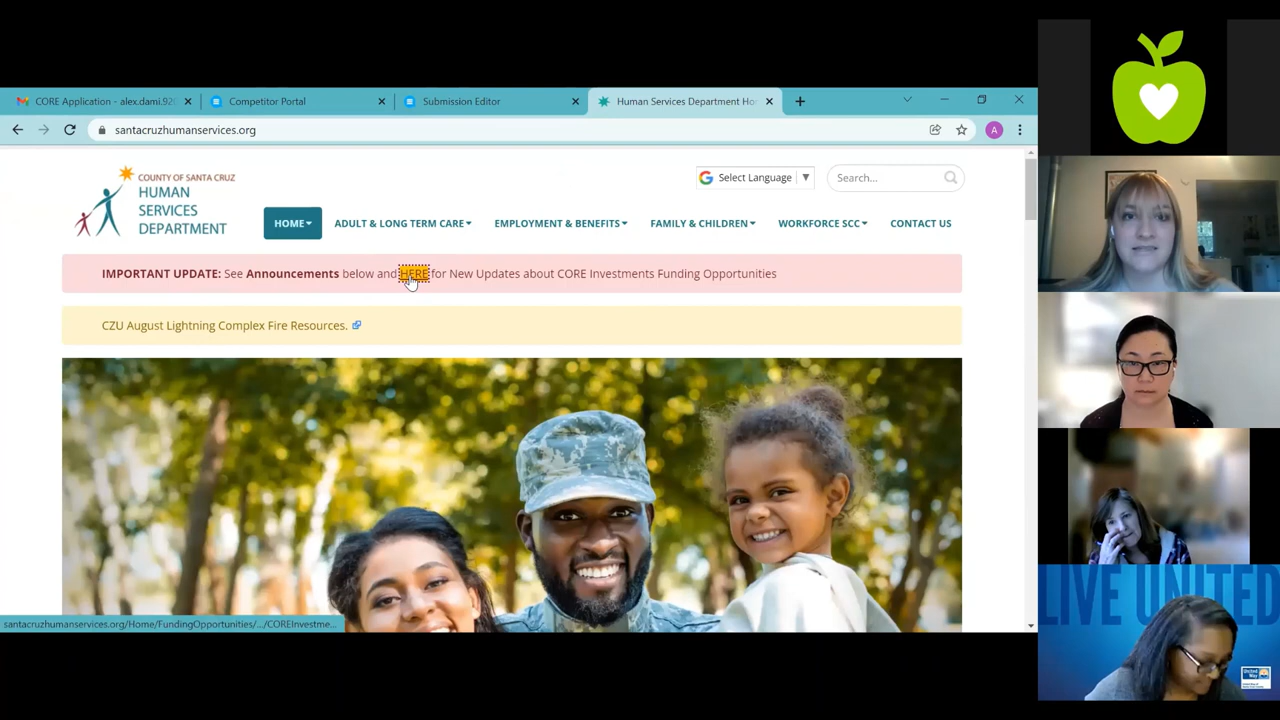 CORE Application - alex.dami.920
Competitor Portal
Submission Editor
Human Services Department Ho
santacruzhumanservices.org
A
COUNTY OF SANTA CRUZ
HUMAN
SERVICES
DEPARTMENT
Select Language
Search...
HOME
ADULT & LONG TERM CARE
EMPLOYMENT & BENEFITS
FAMILY & CHILDREN
WORKFORCE SCC
CONTACT US
IMPORTANT UPDATE: See Announcements below and HERE for New Updates about CORE Investments Funding Opportunities
CZU August Lightning Complex Fire Resources.
santacruzhumanservices.org/Home/FundingOpportunities/.../COREInvestme...
LIVE UNITED
United
Way